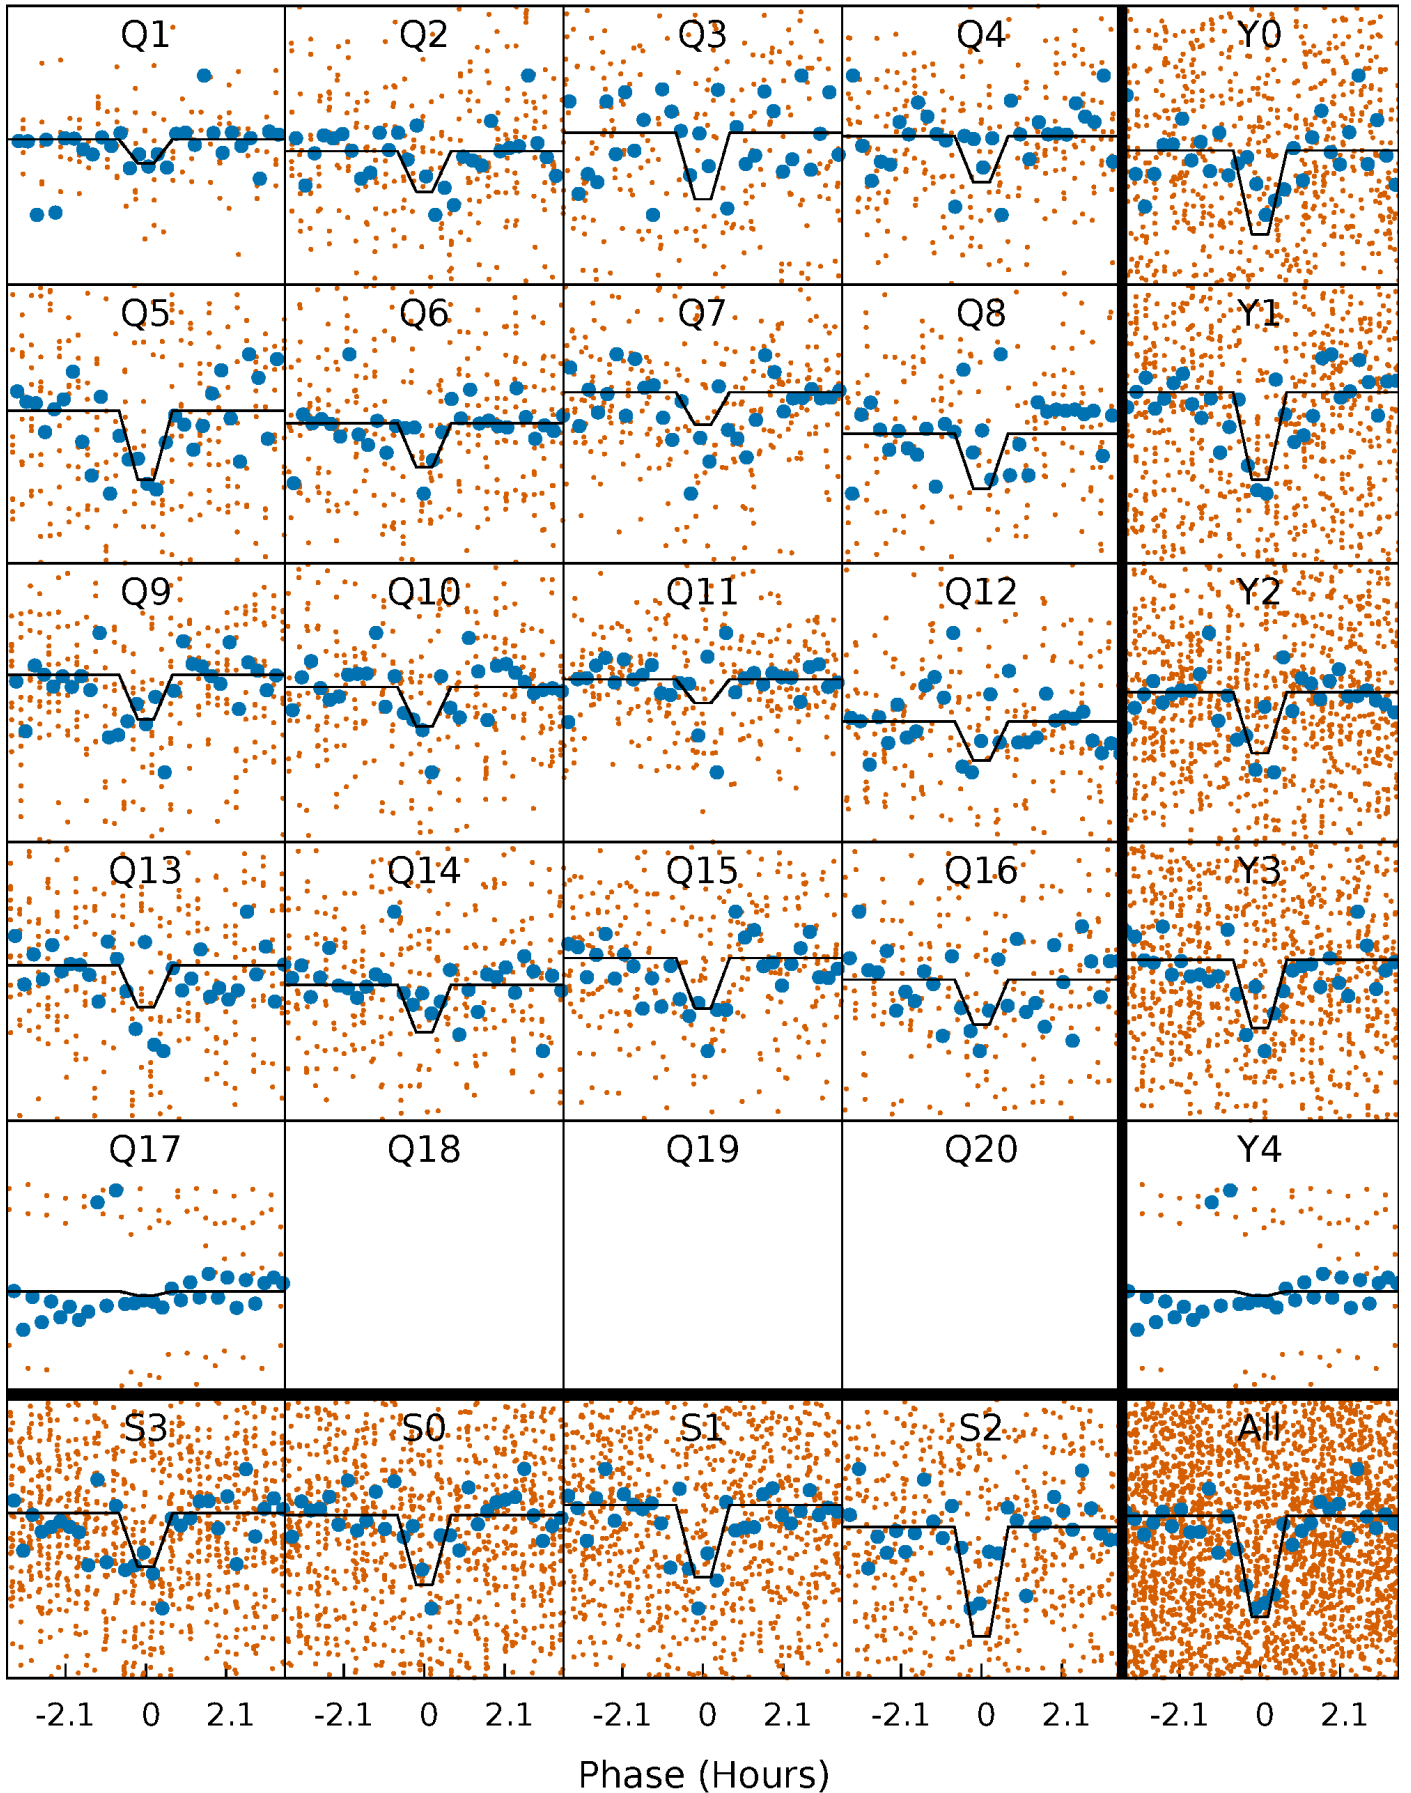 Q1 Q2 Q3 Q4 Y0
Q5 Q6 Q7 Q8 Y1
Q9 Q10 Q11 Q12 Y2
Q13 Q14 Q15 Q16 Y3
Q17 Q18 Q19 Q20 Y4
S3 S0 S1 S2 All
-2.1 0 2.1 -2.1 0 2.1 -2.1 0 2.1 -2.1 0 2.1 -2.1 0 2.1
Phase (Hours)